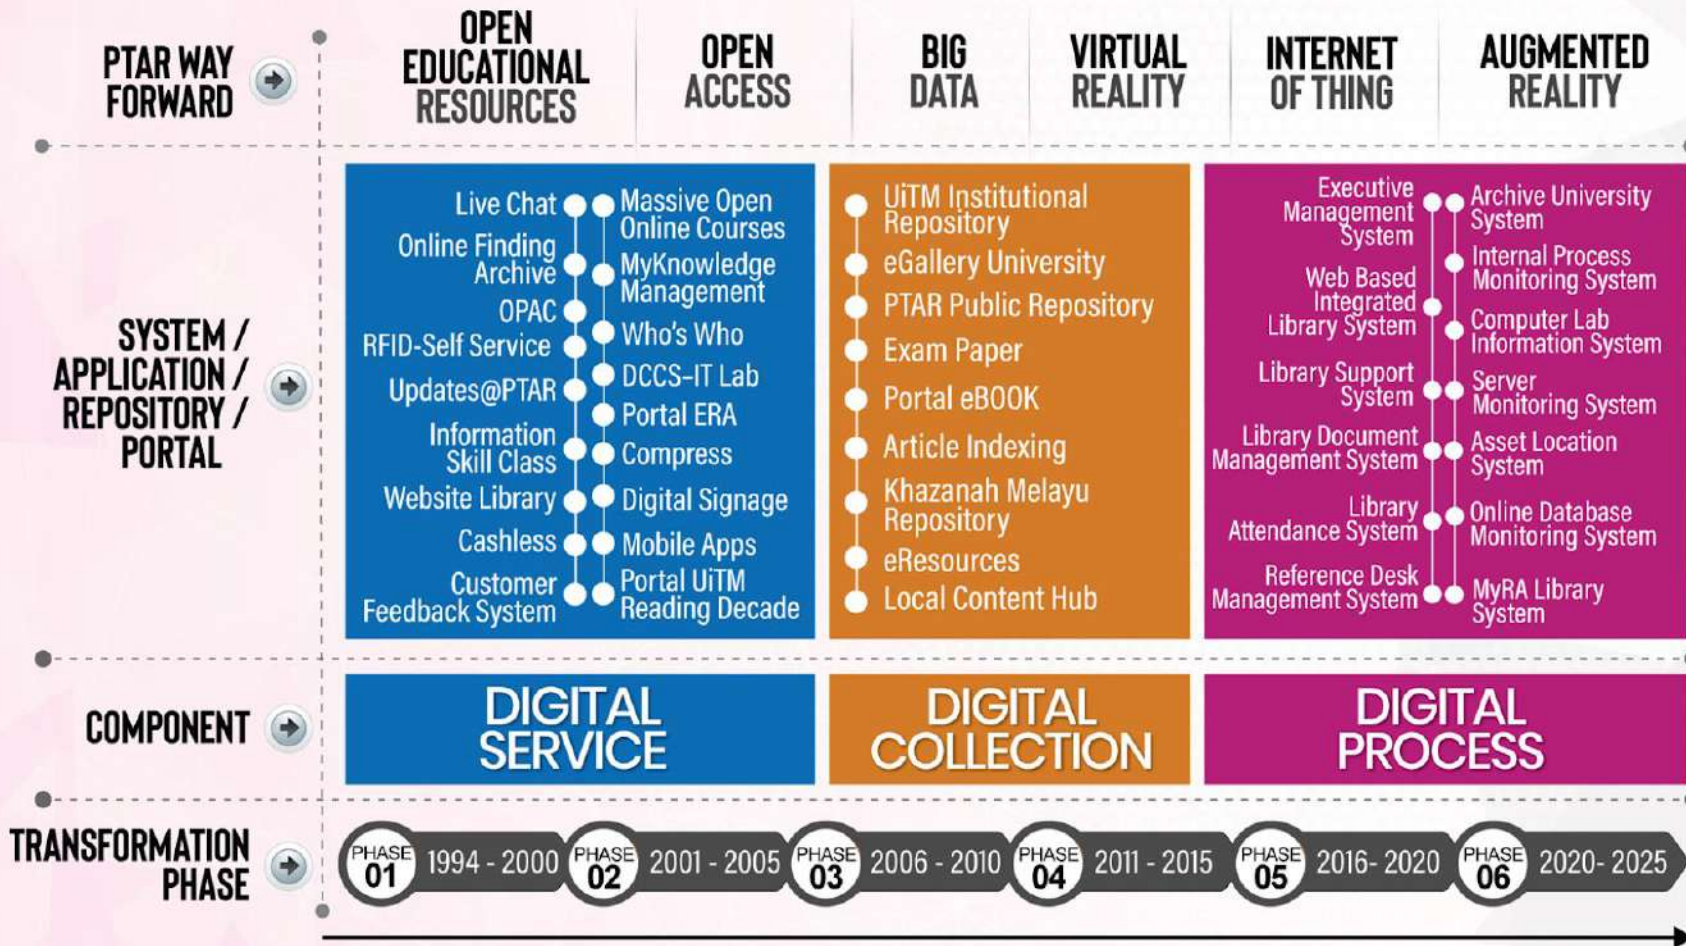 PTAR WAY
FORWARD
OPEN
EDUCATIONAL
RESOURCES
OPEN
ACCESS
BIG
DATA
VIRTUAL
REALITY
INTERNET
OF THING
AUGMENTED
REALITY
SYSTEM /
APPLICATION /
REPOSITORY /
PORTAL
Live Chat
Online Finding
Archive
OPAC
RFID-Self Service
Updates@PTAR
Information
Skill Class
Website Library
Cashless
Customer
Feedback System
Massive Open
Online Courses
MyKnowledge
Management
Who's Who
DCCS-IT Lab
Portal ERA
Compress
Digital Signage
Mobile Apps
Portal UiTM
Reading Decade
UiTM Institutional
Repository
eGallery University
PTAR Public Repository
Exam Paper
Portal eBOOK
Article Indexing
Khazanah Melayu
Repository
eResources
Local Content Hub
Executive
Management
System
Web Based
Integrated
Library System
Library Support
System
Library Document
Management System
Library
Attendance System
Reference Desk
Management System
Archive University
System
Internal Process
Monitoring System
Computer Lab
Information System
Server
Monitoring System
Asset Location
System
Online Database
Monitoring System
MyRA Library
System
COMPONENT
DIGITAL
SERVICE
DIGITAL
COLLECTION
DIGITAL
PROCESS
TRANSFORMATION
PHASE
PHASE
01
1994 - 2000
PHASE
02
2001 - 2005
PHASE
03
2006 - 2010
PHASE
04
2011 - 2015
PHASE
05
2016- 2020
PHASE
06
2020- 2025